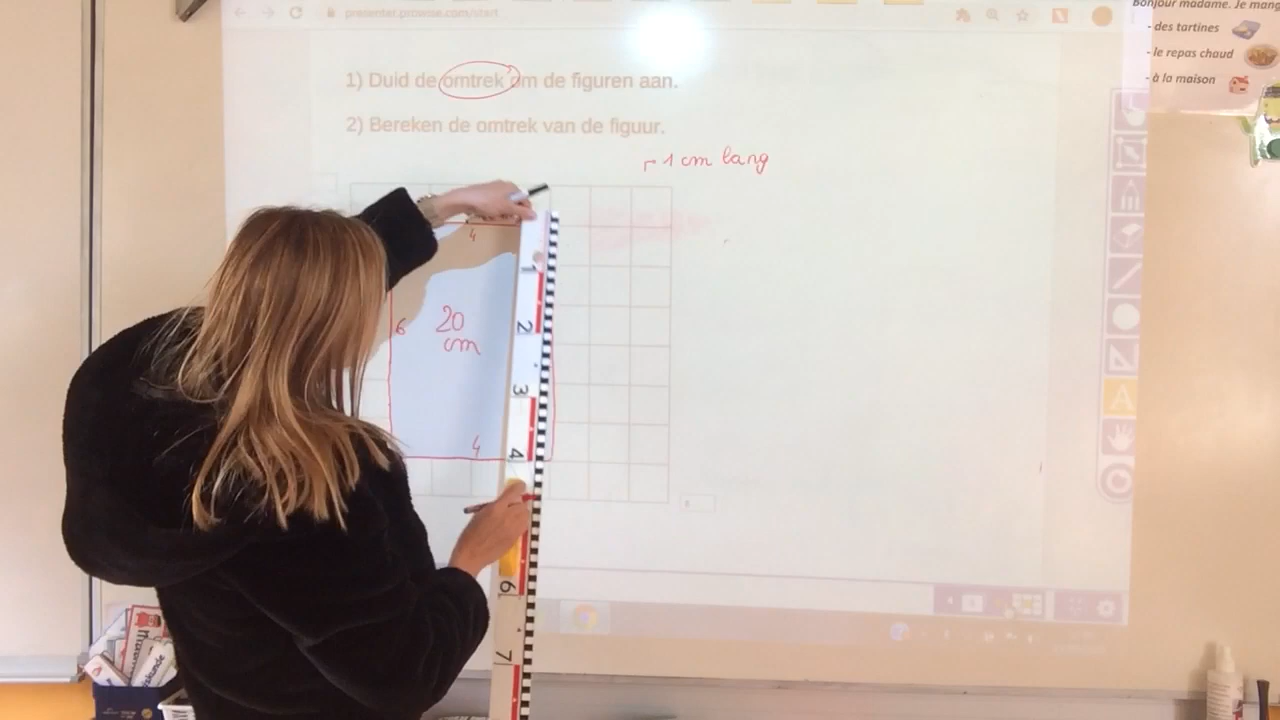 presenter.prowise.com/start
Bonjour madame. Je mang
- des tartines
- le repas chaud
- à la maison
1) Duid de omtrek om de figuren aan.
2) Bereken de omtrek van de figuur.
1 cm lang
4
6
20
cm
4
1
2
3
4
6
7
A